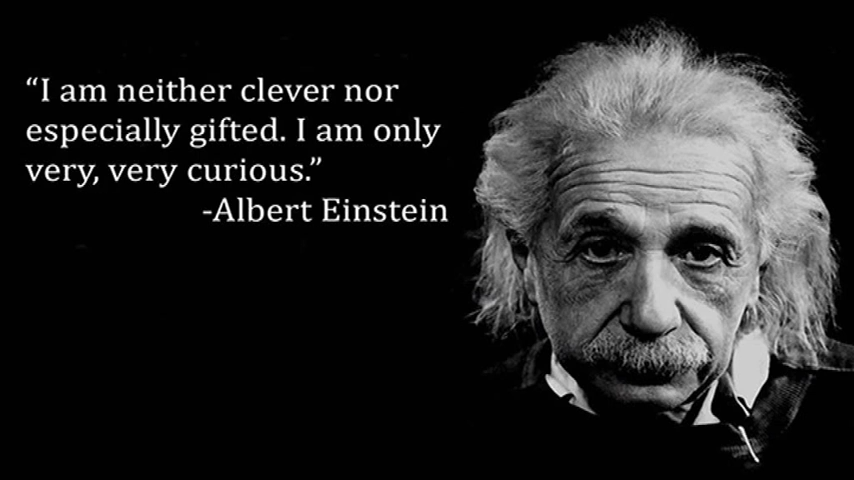 “I am neither clever nor
especially gifted. I am only
very, very curious.”
-Albert Einstein